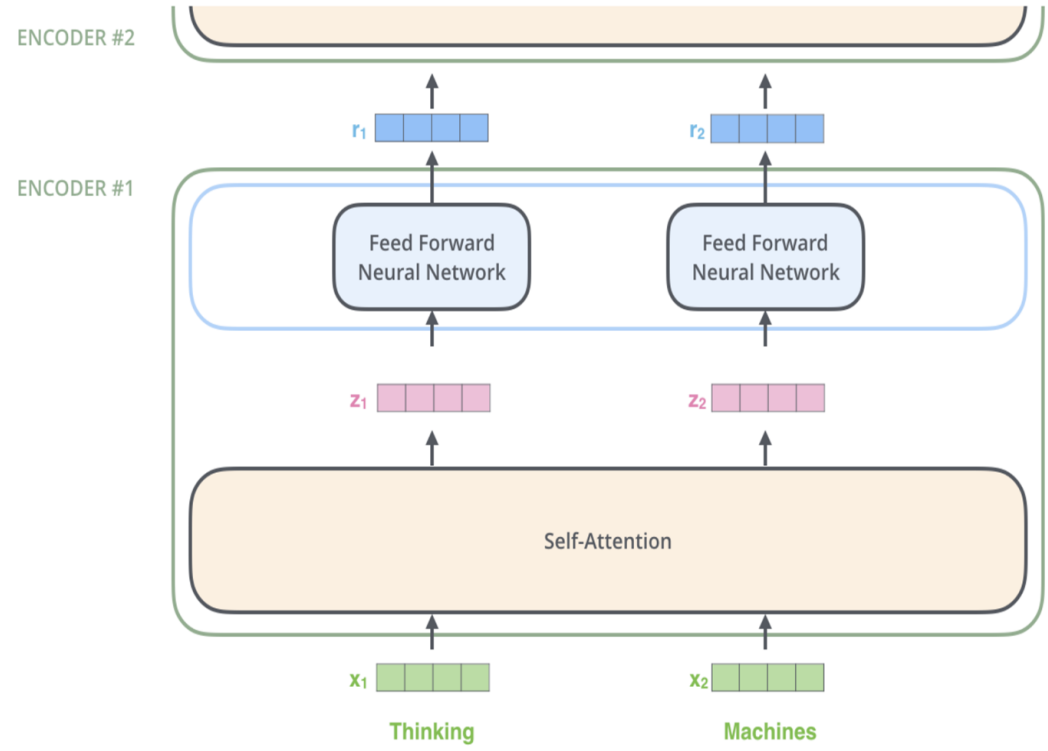 ENCODER #2
r₁
r₂
ENCODER #1
Feed Forward
Neural Network
Feed Forward
Neural Network
z₁
z₂
Self-Attention
x₁
x₂
Thinking
Machines